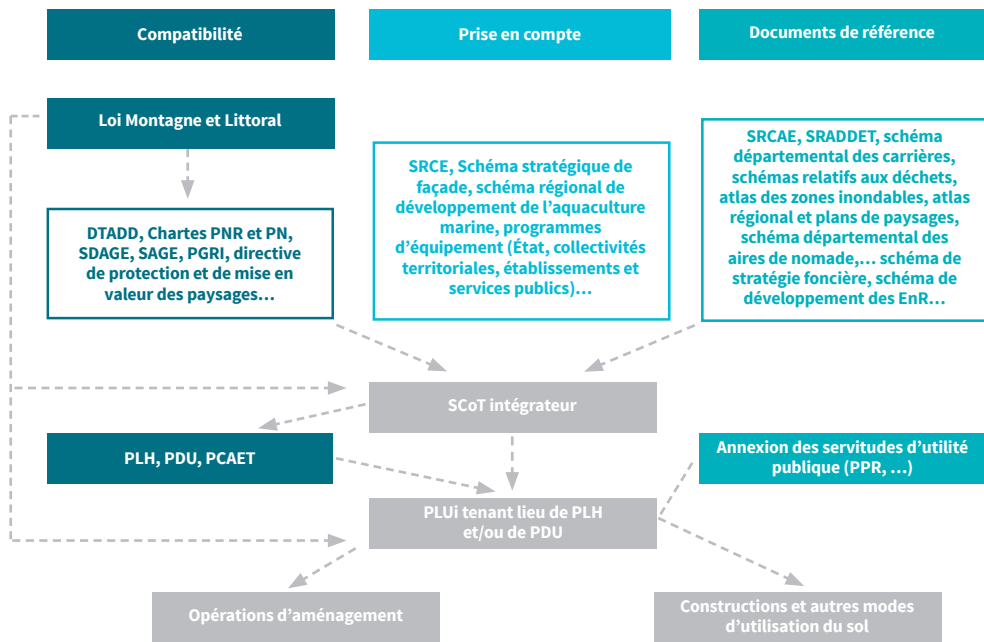 Compatibilité
Prise en compte
Documents de référence
Loi Montagne et Littoral
DTADD, Chartes PNR et PN,
SDAGE, SAGE, PGRI, directive
de protection et de mise en
valeur des paysages…
SRCE, Schéma stratégique de
façade, schéma régional de
développement de l’aquaculture
marine, programmes
d’équipement (État, collectivités
territoriales, établissements et
services publics)…
SRCAE, SRADDET, schéma
départemental des carrières,
schémas relatifs aux déchets,
atlas des zones inondables, atlas
régional et plans de paysages,
schéma départemental des
aires de nomade,… schéma de
stratégie foncière, schéma de
développement des EnR…
SCoT intégrateur
PLH, PDU, PCAET
Annexion des servitudes d’utilité
publique (PPR, …)
PLUi tenant lieu de PLH
et/ou de PDU
Opérations d’aménagement
Constructions et autres modes
d’utilisation du sol